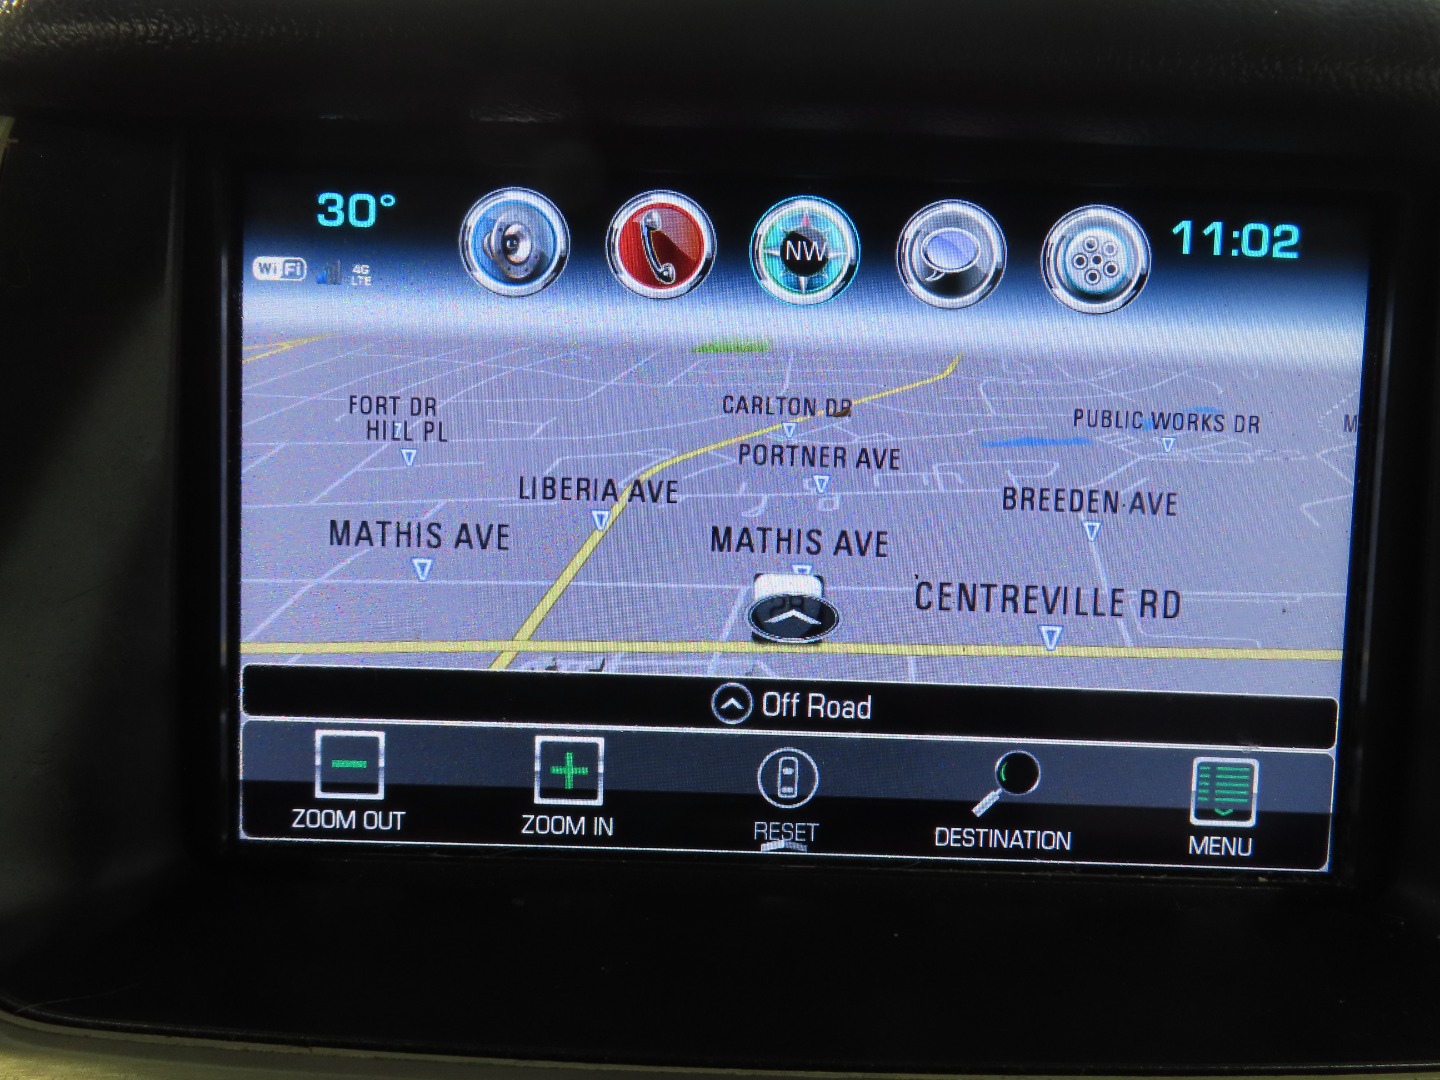 30°
11:02
NW
WiFi
4G
LTE
FORT DR
HILL PL
CARLTON DR
PUBLIC WORKS DR
M
PORTNER AVE
LIBERIA AVE
BREEDEN AVE
MATHIS AVE
MATHIS AVE
28
CENTREVILLE RD
Off Road
ZOOM OUT
ZOOM IN
RESET
DESTINATION
MENU